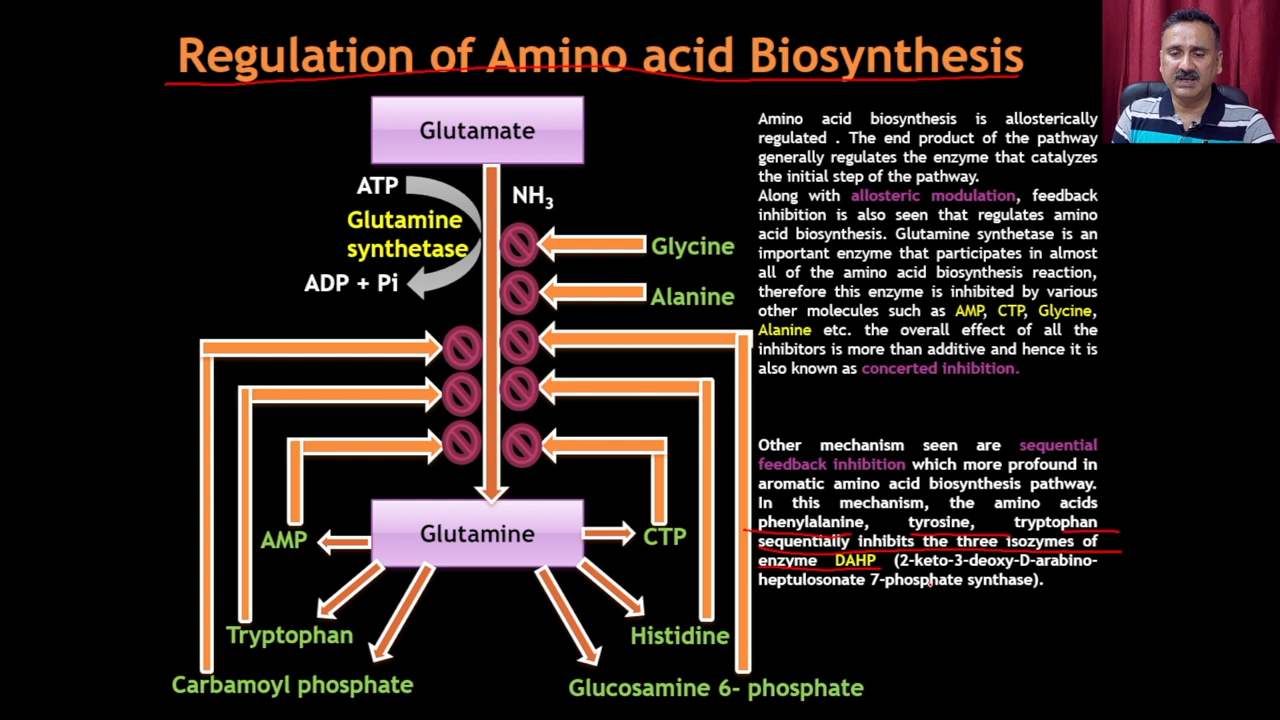 Regulation of Amino acid Biosynthesis
Glutamate
ATP
NH3
Glutamine
synthetase
ADP + Pi
Glycine
Alanine
Glutamine
AMP
CTP
Tryptophan
Histidine
Carbamoyl phosphate
Glucosamine 6- phosphate
Amino acid biosynthesis is allosterically
regulated . The end product of the pathway
generally regulates the enzyme that catalyzes
the initial step of the pathway.
Along with allosteric modulation, feedback
inhibition is also seen that regulates amino
acid biosynthesis. Glutamine synthetase is an
important enzyme that participates in almost
all of the amino acid biosynthesis reaction,
therefore this enzyme is inhibited by various
other molecules such as AMP, CTP, Glycine,
Alanine etc. the overall effect of all the
inhibitors is more than additive and hence it is
also known as concerted inhibition.
Other mechanism seen are sequential
feedback inhibition which more profound in
aromatic amino acid biosynthesis pathway.
In this mechanism, the amino acids
phenylalanine, tyrosine, tryptophan
sequentially inhibits the three isozymes of
enzyme DAHP (2-keto-3-deoxy-D-arabino-
heptulosonate 7-phosphate synthase).